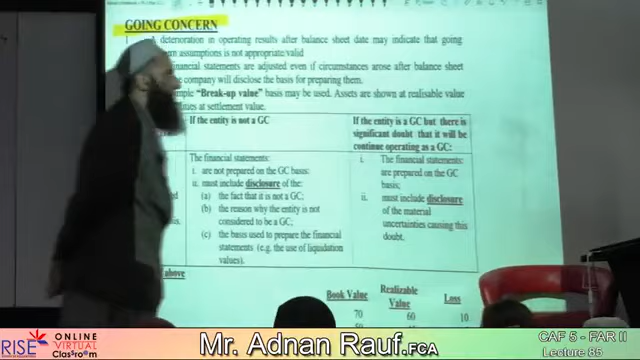 GOING CONCERN
1. A deterioration in operating results after balance sheet date may indicate that going
assumptions is not appropriate/valid
financial statements are adjusted even if circumstances arose after balance sheet
company will disclose the basis for preparing them.
"Break-up value" basis may be used. Assets are shown at realisable value
at settlement value.
If the entity is not a GC
The financial statements:
i. are not prepared on the GC basis:
ii. must include disclosure of the:
(a) the fact that it is not a GC;
(b) the reason why the entity is not
considered to be a GC;
(c) the basis used to prepare the financial
statements (e.g. the use of liquidation
values).
If the entity is a GC but there is
significant doubt that it will be
continue operating as a GC:
i. The financial statements:
are prepared on the GC
basis;
ii. must include disclosure
of the material
uncertainties causing this
doubt.
above
Book Value Realizable Value Loss
70 60 10
RISE ONLINE VIRTUAL Classroom
Mr. Adnan Rauf.FCA
CAF 5 - FAR II
Lecture 85